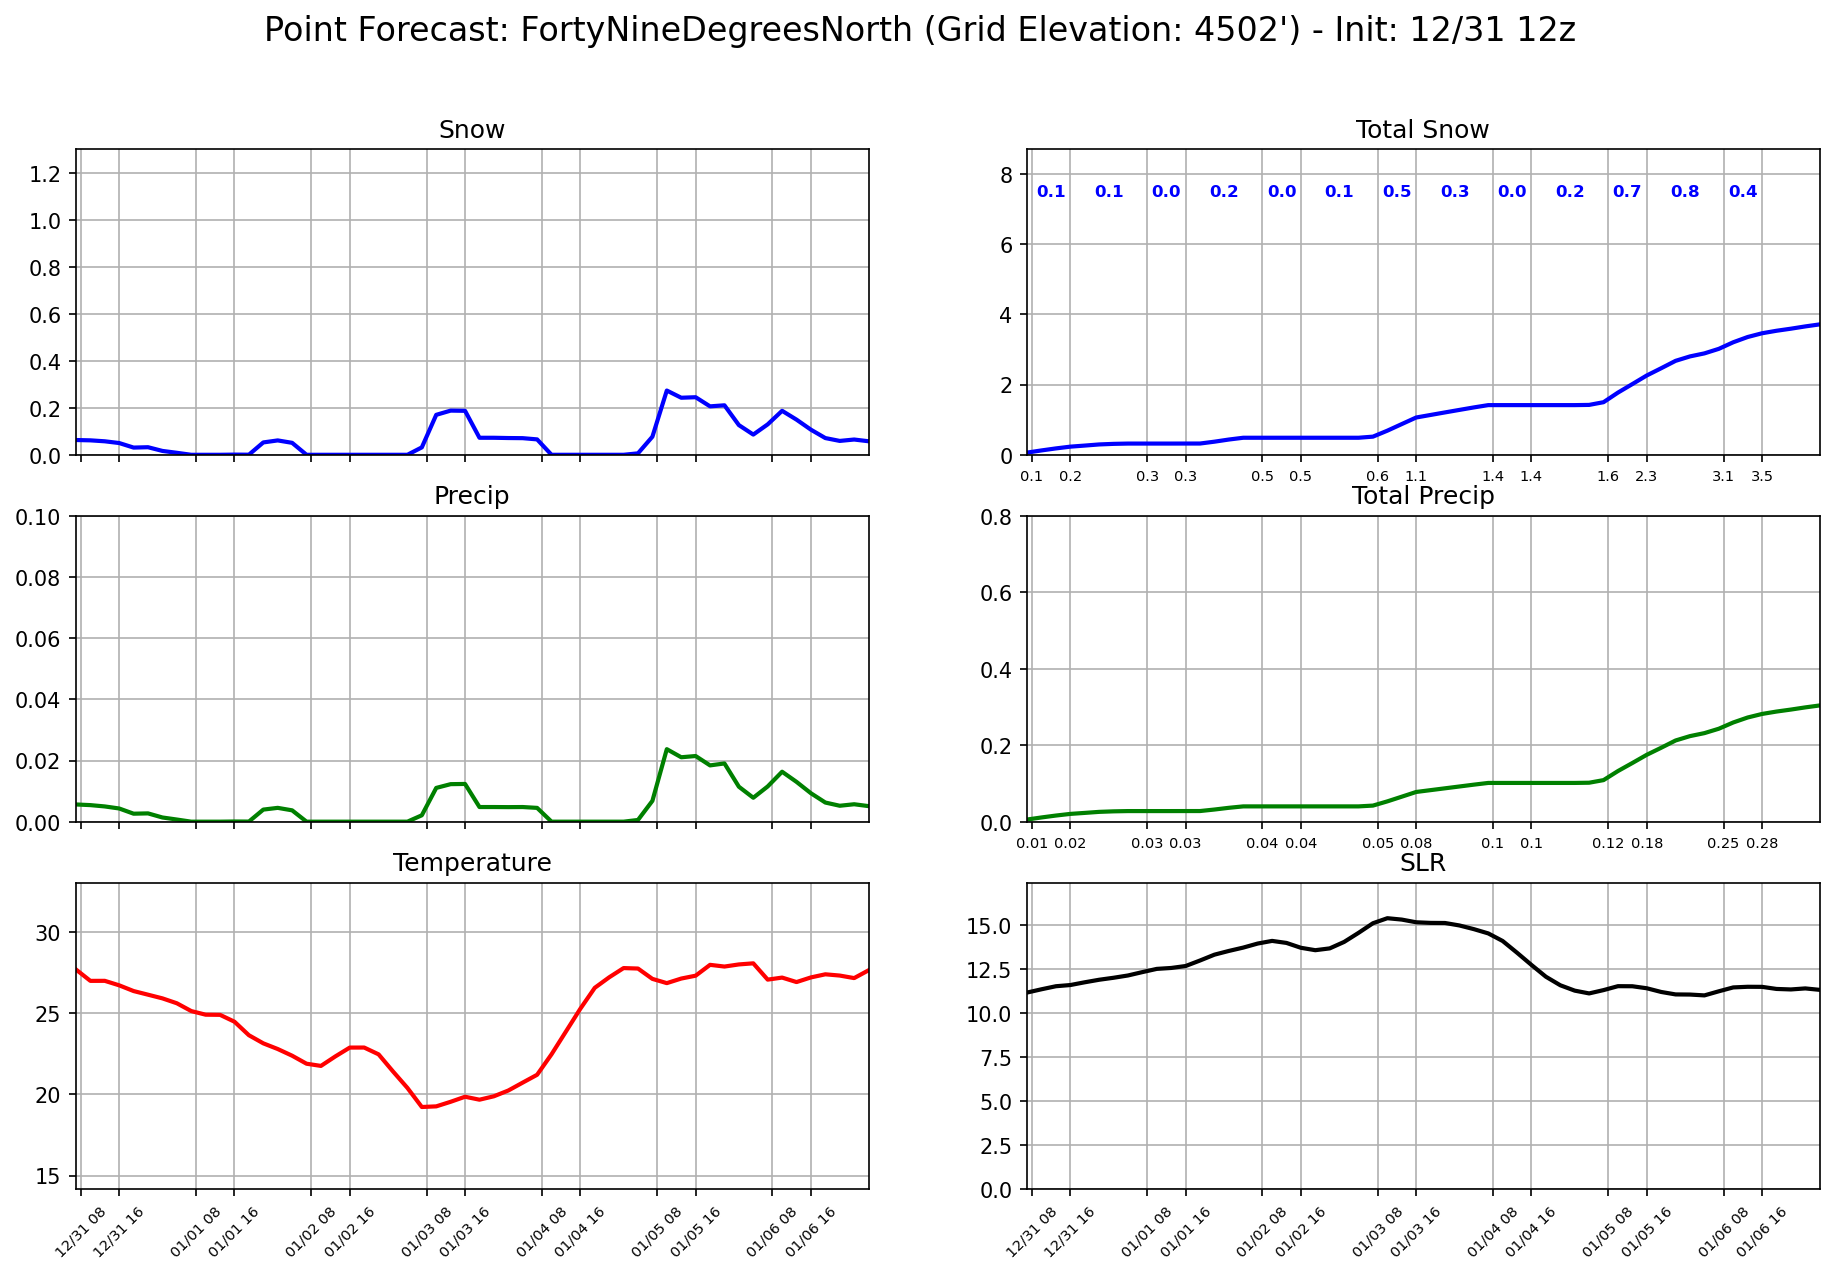 Point Forecast: FortyNineDegreesNorth (Grid Elevation: 4502') - Init: 12/31 12z
Snow
1.2
1.0
0.8
0.6
0.4
0.2
0.0
Total Snow
8
6
4
2
0
0.1 0.1 0.0 0.2 0.0 0.1 0.5 0.3 0.0 0.2 0.7 0.8 0.4
0.1 0.2 0.3 0.3 0.5 0.5 0.6 1.1 1.4 1.4 1.6 2.3 3.1 3.5
Precip
0.10
0.08
0.06
0.04
0.02
0.00
Total Precip
0.8
0.6
0.4
0.2
0.0
0.01 0.02 0.03 0.03 0.04 0.04 0.05 0.08 0.1 0.1 0.12 0.18 0.25 0.28
Temperature
30
25
20
15
12/31 08 12/31 16 01/01 08 01/01 16 01/02 08 01/02 16 01/03 08 01/03 16 01/04 08 01/04 16 01/05 08 01/05 16 01/06 08 01/06 16
SLR
15.0
12.5
10.0
7.5
5.0
2.5
0.0
12/31 08 12/31 16 01/01 08 01/01 16 01/02 08 01/02 16 01/03 08 01/03 16 01/04 08 01/04 16 01/05 08 01/05 16 01/06 08 01/06 16